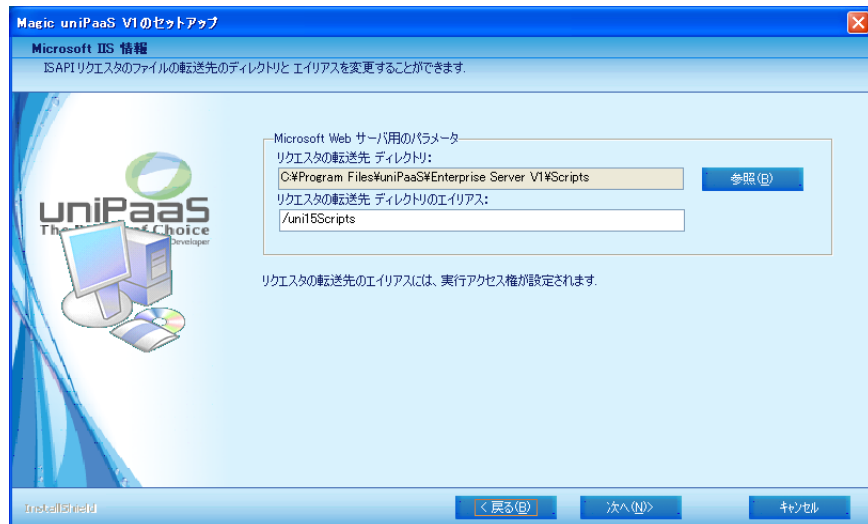 Magic uniPaaS V1のセットアップ
Microsoft IIS 情報
ISAPIリクエスタのファイルの転送先のディレクトリと エイリアスを変更することができます.
Microsoft Web サーバ用のパラメータ
リクエスタの転送先 ディレクトリ:
C:¥Program Files¥uniPaaS¥Enterprise Server V1¥Scripts
参照(B)
リクエスタの転送先 ディレクトリのエイリアス:
/uni15Scripts
uniPaaS
The of Choice
Developer
リクエスタの転送先のエイリアスには、実行アクセス権が設定されます.
InstallShield
< 戻る(B)
次へ(N)>
キャンセル